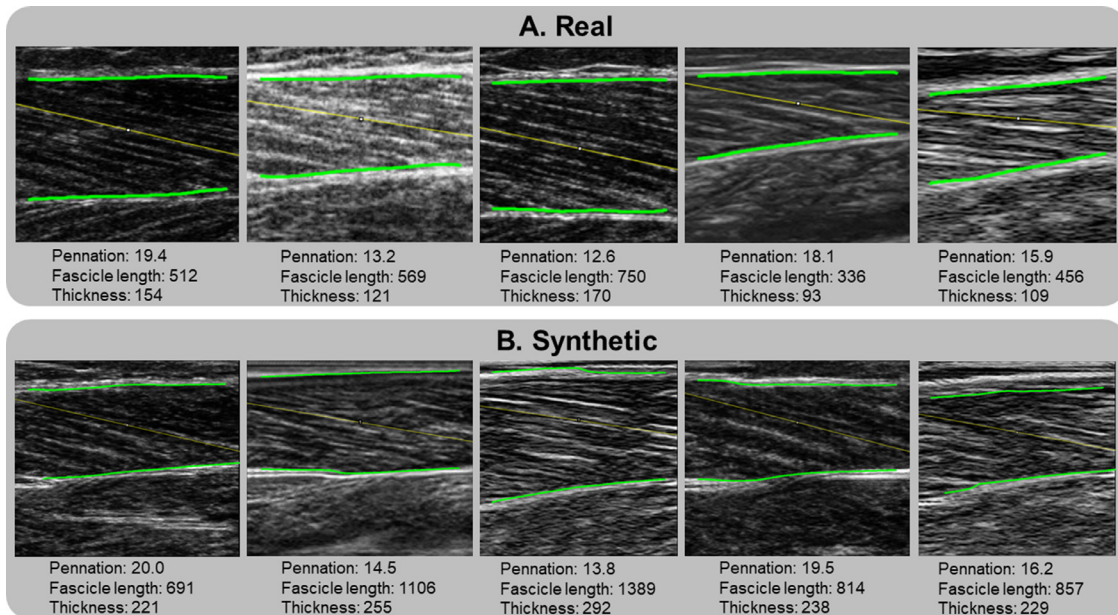 A. Real
Pennation: 19.4
Fascicle length: 512
Thickness: 154
Pennation: 13.2
Fascicle length: 569
Thickness: 121
Pennation: 12.6
Fascicle length: 750
Thickness: 170
Pennation: 18.1
Fascicle length: 336
Thickness: 93
Pennation: 15.9
Fascicle length: 456
Thickness: 109
B. Synthetic
Pennation: 20.0
Fascicle length: 691
Thickness: 221
Pennation: 14.5
Fascicle length: 1106
Thickness: 255
Pennation: 13.8
Fascicle length: 1389
Thickness: 292
Pennation: 19.5
Fascicle length: 814
Thickness: 238
Pennation: 16.2
Fascicle length: 857
Thickness: 229